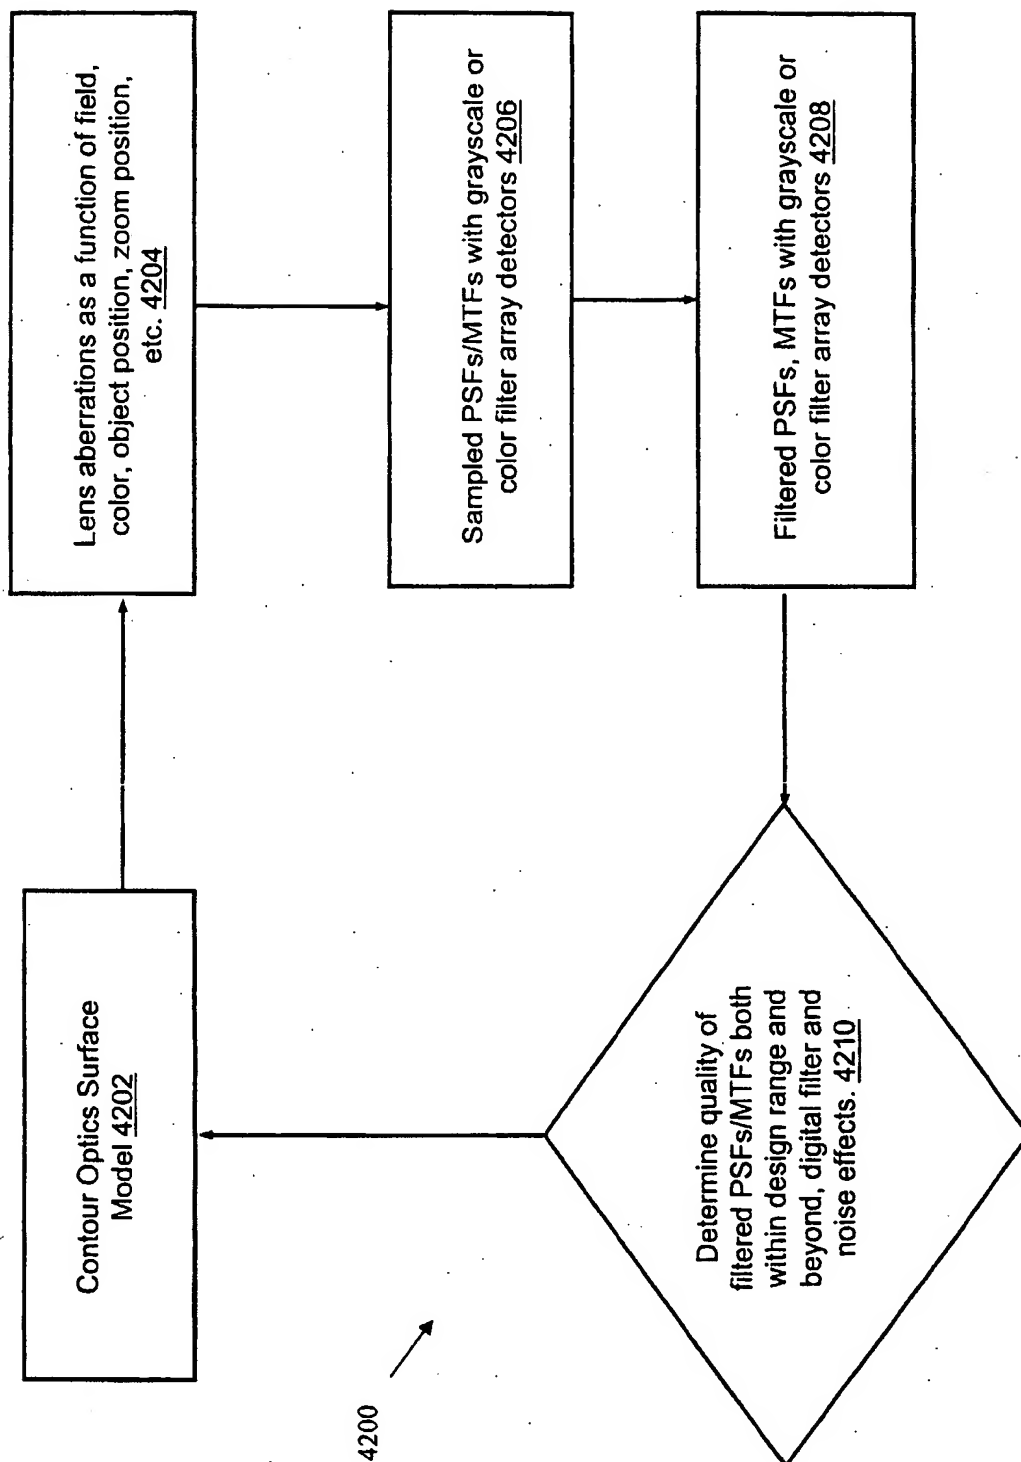 Contour Optics Surface
Model 4202
Lens aberrations as a function of field,
color, object position, zoom position,
etc. 4204
Sampled PSFs/MTFs with grayscale or
color filter array detectors 4206
Filtered PSFs, MTFs with grayscale or
color filter array detectors 4208
Determine quality of
filtered PSFs/MTFs both
within design range and
beyond, digital filter and
noise effects. 4210
4200